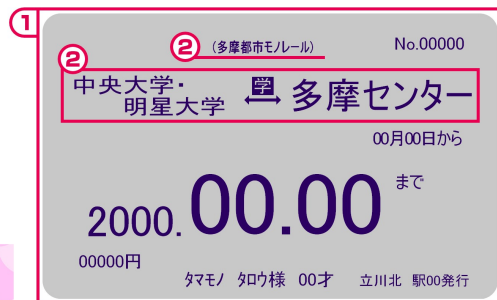 ①
② (多摩都市モノレール) No.00000
②
中央大学・
明星大学 学 多摩センター
00月00日から
2000.00.00 まで
00000円
タマモノ タロウ様 00才 立川北 駅00発行